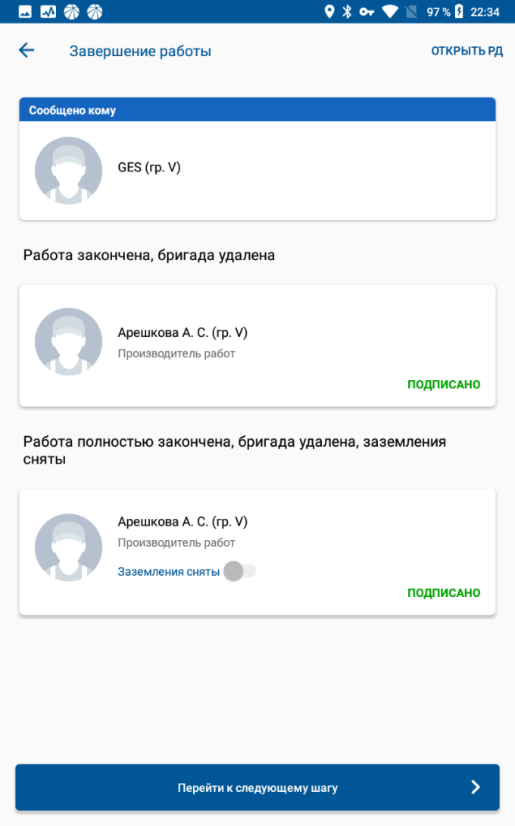 97 % 22:34
Завершение работы
ОТКРЫТЬ РД
Сообщено кому
GES (гр. V)
Работа закончена, бригада удалена
Арешкова А. С. (гр. V)
Производитель работ
ПОДПИСАНО
Работа полностью закончена, бригада удалена, заземления
сняты
Арешкова А. С. (гр. V)
Производитель работ
Заземления сняты
ПОДПИСАНО
Перейти к следующему шагу